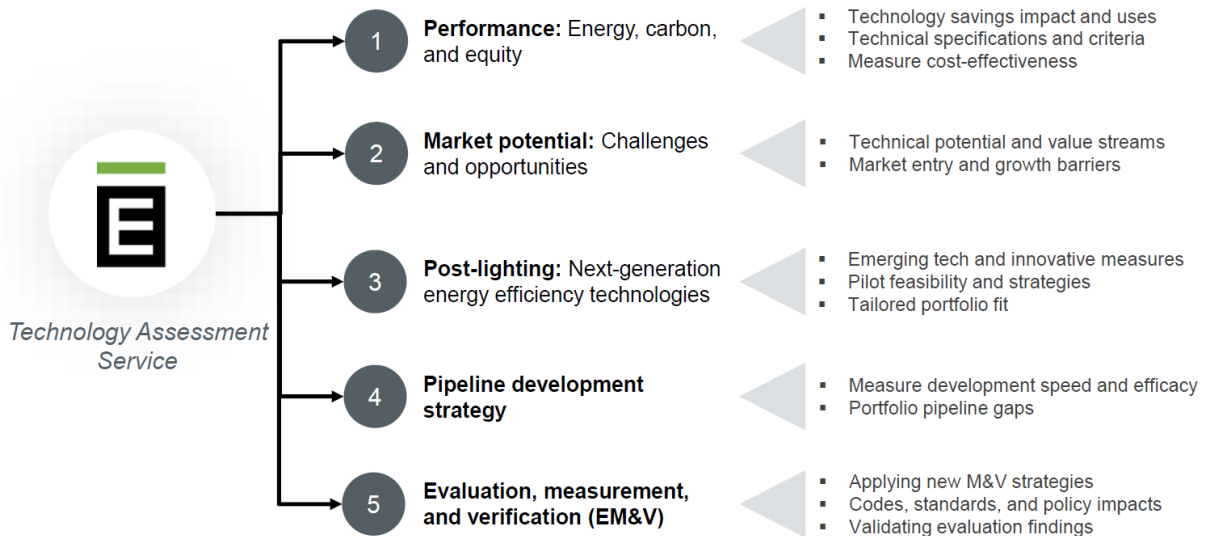 E
Technology Assessment
Service
1
Performance: Energy, carbon,
and equity
▪ Technology savings impact and uses
▪ Technical specifications and criteria
▪ Measure cost-effectiveness
2
Market potential: Challenges
and opportunities
▪ Technical potential and value streams
▪ Market entry and growth barriers
3
Post-lighting: Next-generation
energy efficiency technologies
▪ Emerging tech and innovative measures
▪ Pilot feasibility and strategies
▪ Tailored portfolio fit
4
Pipeline development
strategy
▪ Measure development speed and efficacy
▪ Portfolio pipeline gaps
5
Evaluation, measurement,
and verification (EM&V)
▪ Applying new M&V strategies
▪ Codes, standards, and policy impacts
▪ Validating evaluation findings